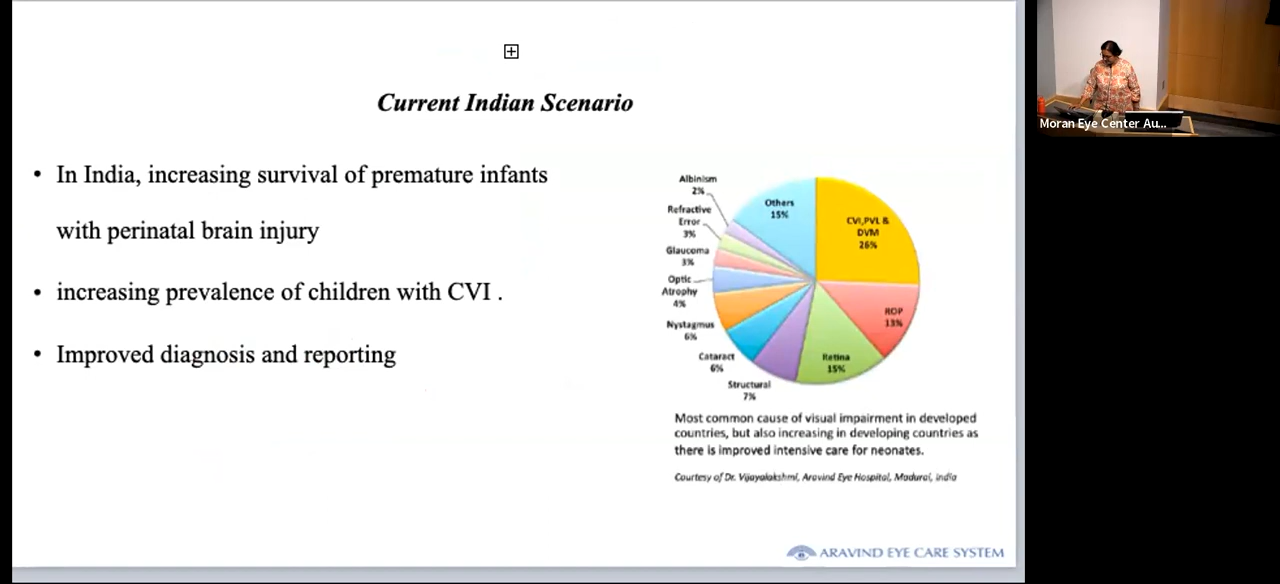 Current Indian Scenario
• In India, increasing survival of premature infants
with perinatal brain injury
• increasing prevalence of children with CVI .
• Improved diagnosis and reporting
Albinism
2%
Refractive
Error
3%
Glaucoma
3%
Optic
Atrophy
4%
Nystagmus
6%
Cataract
6%
Structural
7%
Others
15%
CVI,PVL &
DVM
26%
ROP
13%
Retina
15%
Most common cause of visual impairment in developed
countries, but also increasing in developing countries as
there is improved intensive care for neonates.
Courtesy of Dr. Vijayalakshmi, Aravind Eye Hospital, Madurai, India
ARAVIND EYE CARE SYSTEM
Moran Eye Center Au...